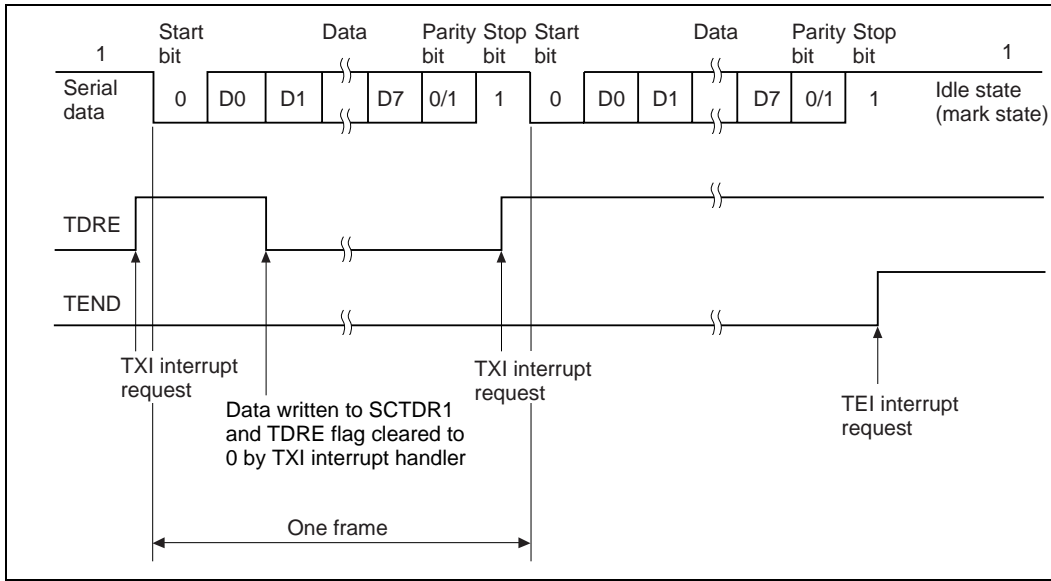 Start Data Parity Stop Start Data Parity Stop
1 bit bit bit bit bit bit 1
Serial
data
0 D0 D1 D7 0/1 1 0 D0 D1 D7 0/1 1
Idle state
(mark state)
TDRE
TEND
TXI interrupt
request
TXI interrupt
request
Data written to SCTDR1
and TDRE flag cleared to
0 by TXI interrupt handler
TEI interrupt
request
One frame